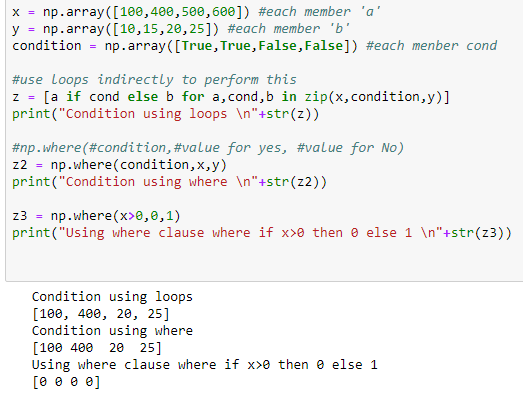 x = np.array([100,400,500,600]) #each member 'a'
y = np.array([10,15,20,25]) #each member 'b'
condition = np.array([True,True,False,False]) #each menber cond
#use loops indirectly to perform this
z = [a if cond else b for a,cond,b in zip(x,condition,y)]
print("Condition using loops \n"+str(z))
#np.where(#condition,#value for yes, #value for No)
z2 = np.where(condition,x,y)
print("Condition using where \n"+str(z2))
z3 = np.where(x>0,0,1)
print("Using where clause where if x>0 then 0 else 1 \n"+str(z3))
Condition using loops
[100, 400, 20, 25]
Condition using where
[100 400  20  25]
Using where clause where if x>0 then 0 else 1
[0 0 0 0]